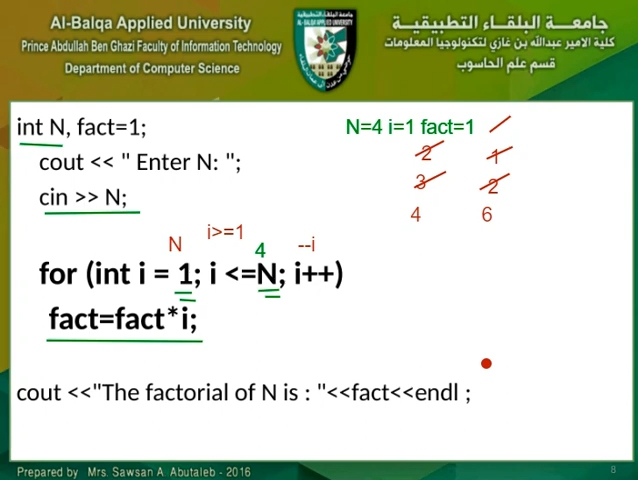 Al-Balqa Applied University
Prince Abdullah Ben Ghazi Faculty of Information Technology
Department of Computer Science
جامعـــة البلقـــاء التطبيقيـــة
كلية الامير عبدالله بن غازي لتكنولوجيا المعلومات
قسم علم الحاسوب
int N, fact=1;
N=4 i=1 fact=1
cout << " Enter N: ";
2 1
cin >> N;
3 2
4 6
N i>=1 4 --i
for (int i = 1; i <=N; i++)
fact=fact*i;
cout <<"The factorial of N is : "<<fact<<endl ;
Prepared by Mrs. Sawsan A. Abutaleb - 2016
8